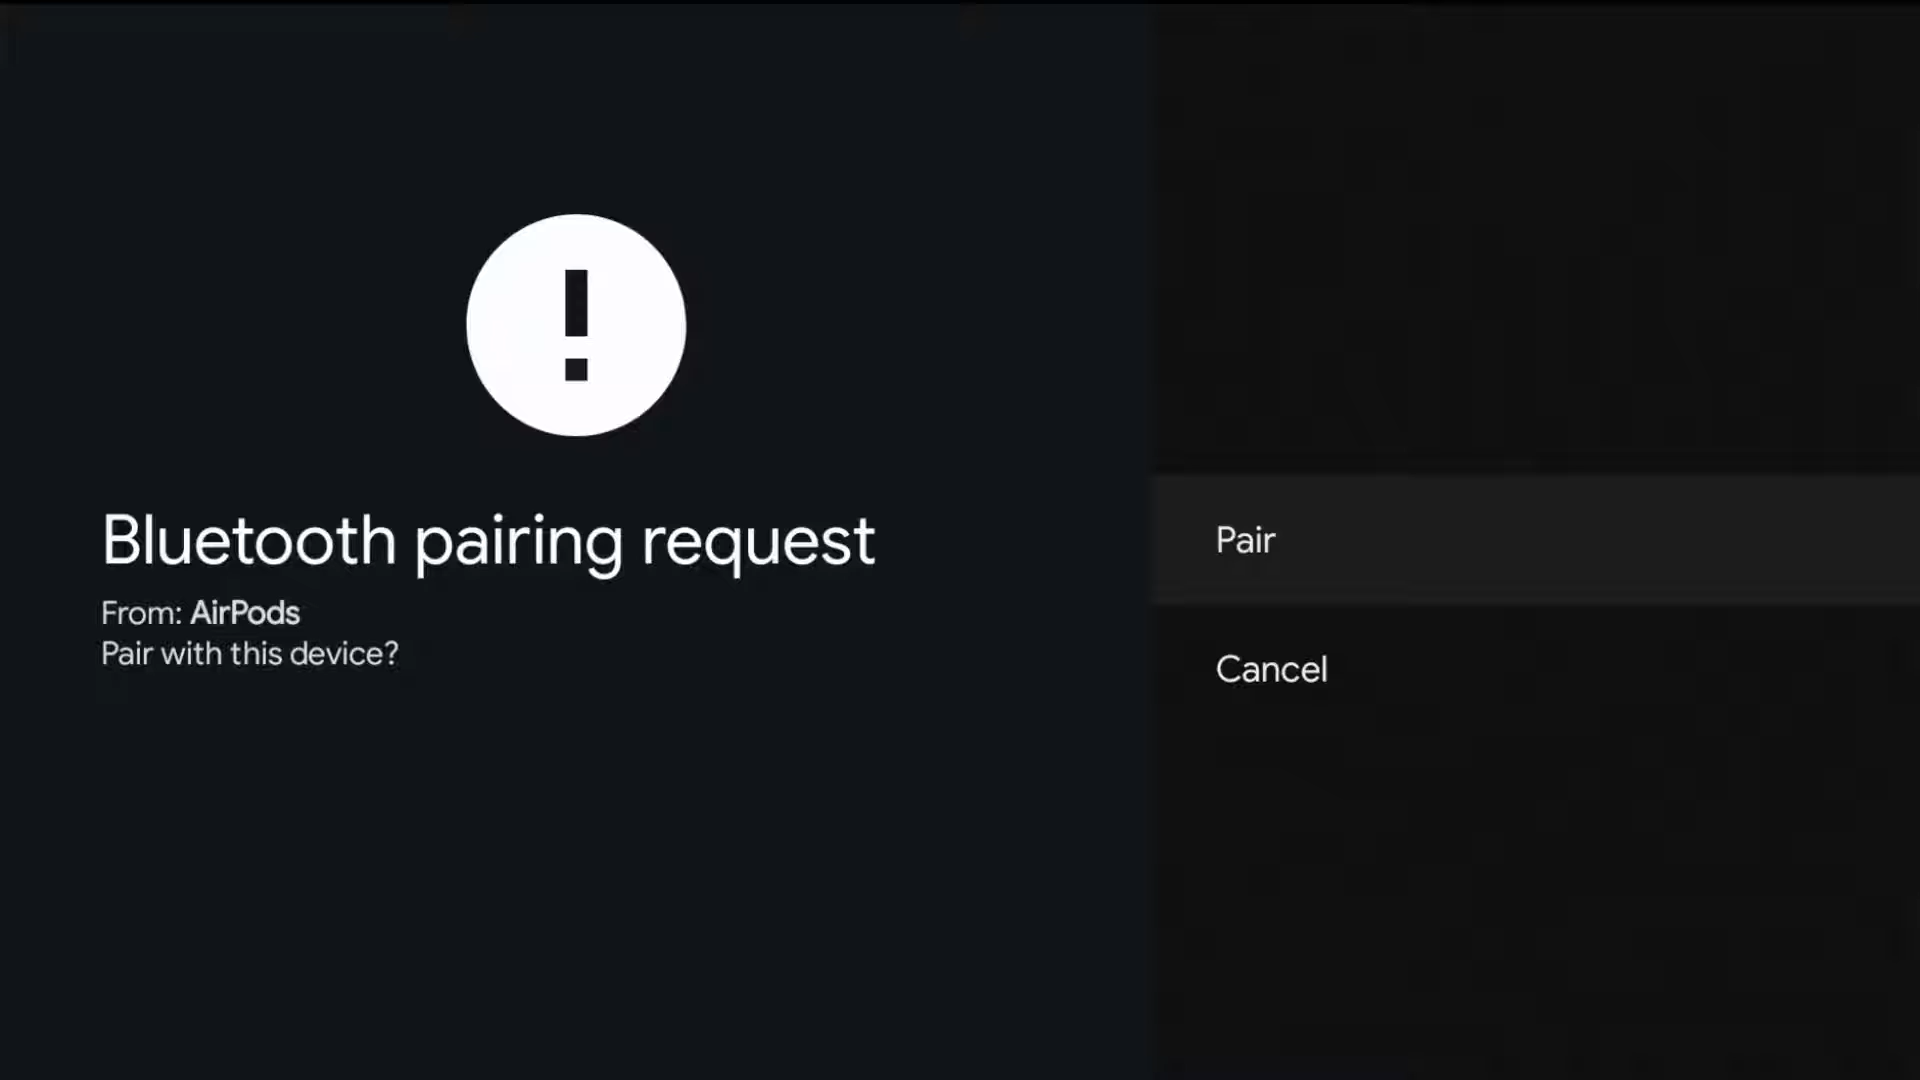 Bluetooth pairing request
From: AirPods
Pair with this device?
Pair
Cancel